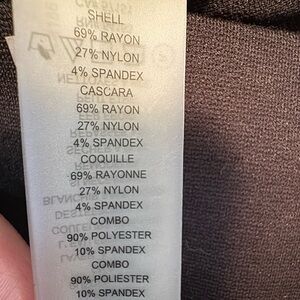 SHELL
69% RAYON
27% NYLON
4% SPANDEX
CASCARA
69% RAYON
27% NYLON
4% SPANDEX
COQUILLE
69% RAYONNE
27% NYLON
4% SPANDEX
COMBO
90% POLYESTER
10% SPANDEX
COMBO
90% POLIESTER
10% SPANDEX